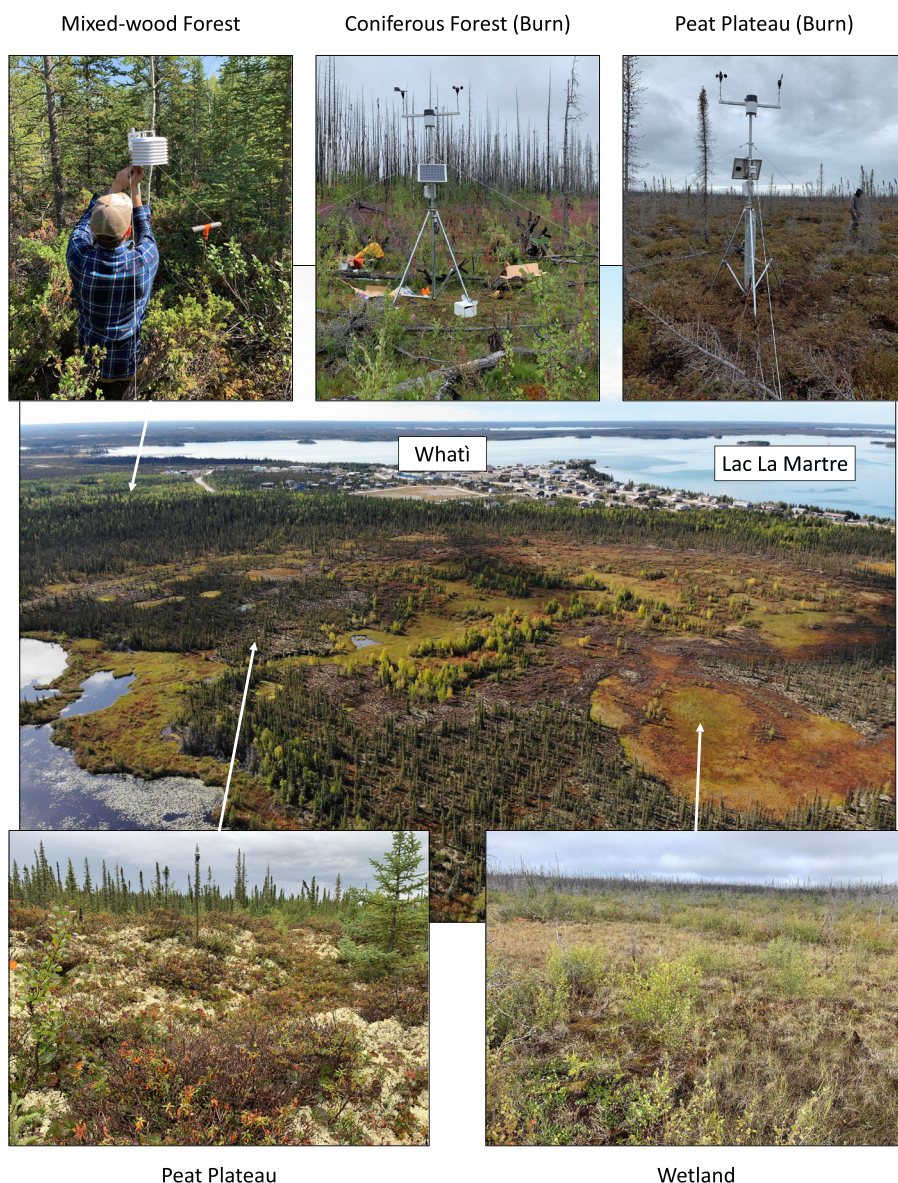 Mixed-wood Forest
Coniferous Forest (Burn)
Peat Plateau (Burn)
Whatì
Lac La Martre
Peat Plateau
Wetland